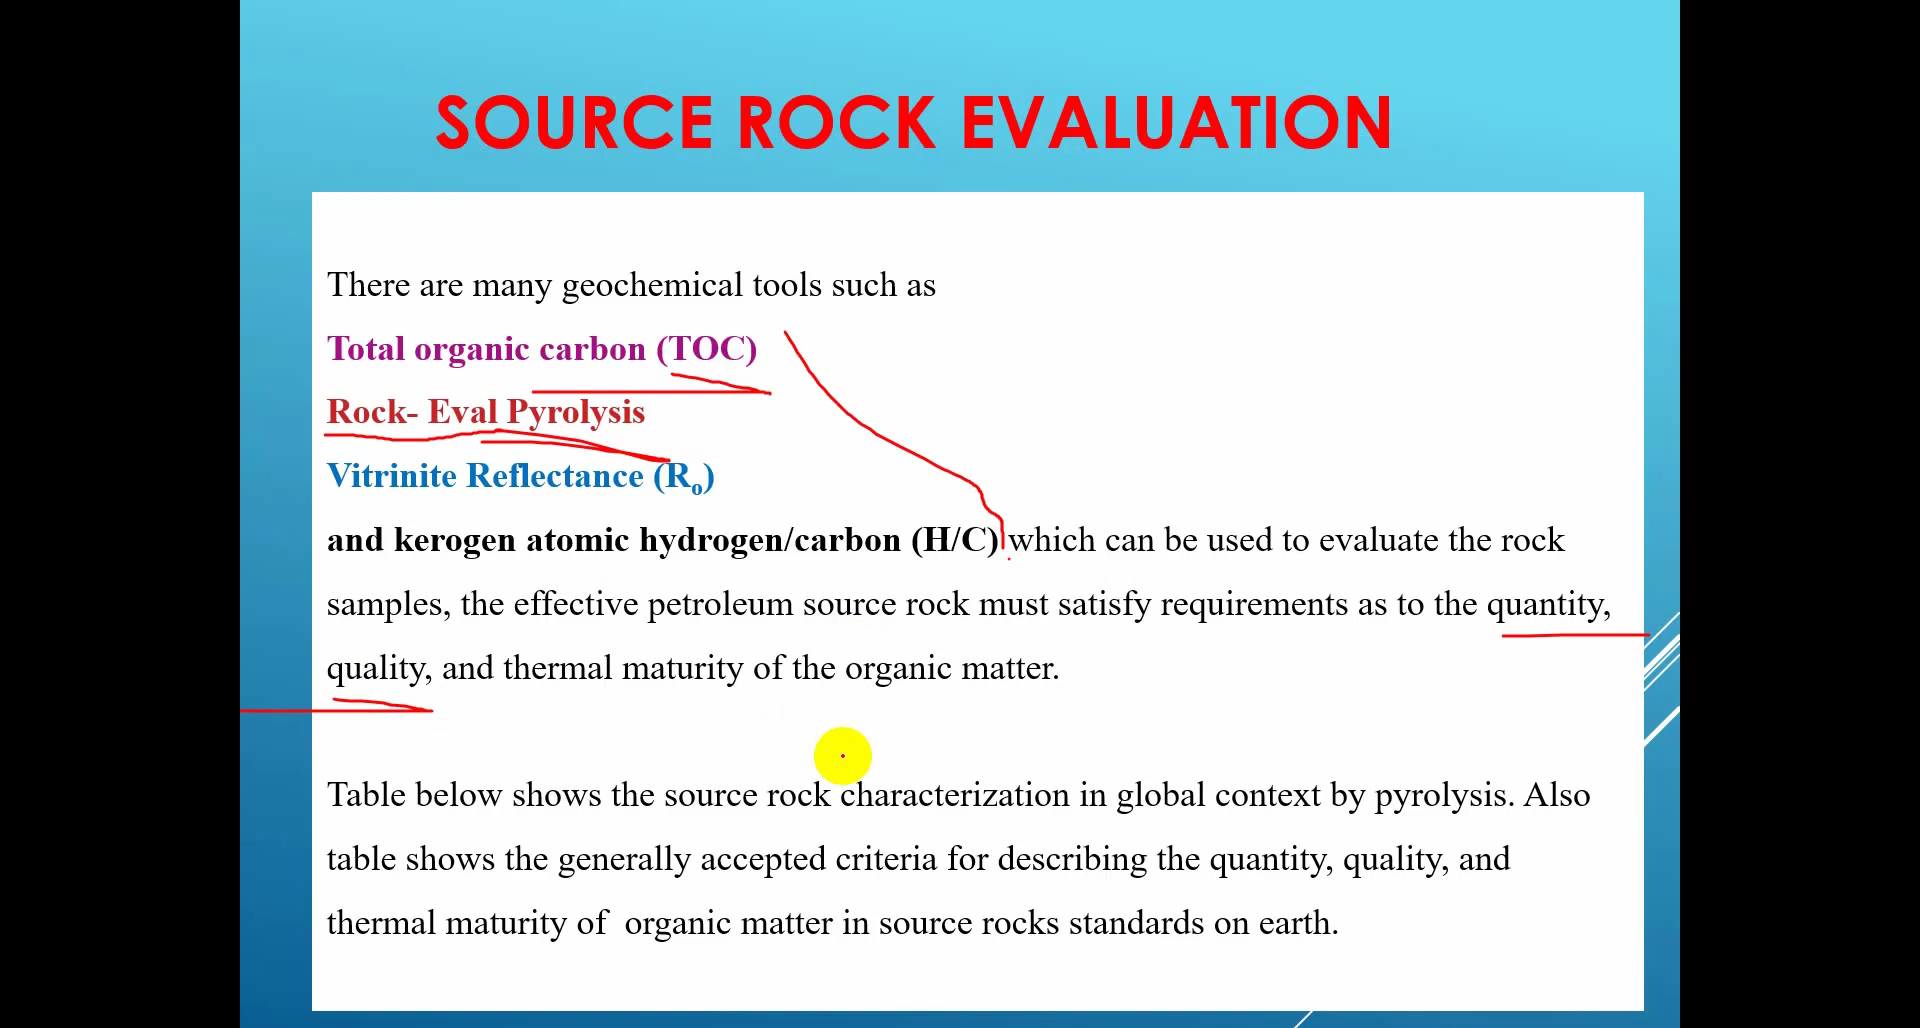 SOURCE ROCK EVALUATION
There are many geochemical tools such as
Total organic carbon (TOC)
Rock- Eval Pyrolysis
Vitrinite Reflectance (Ro)
and kerogen atomic hydrogen/carbon (H/C) which can be used to evaluate the rock
samples, the effective petroleum source rock must satisfy requirements as to the quantity,
quality, and thermal maturity of the organic matter.
Table below shows the source rock characterization in global context by pyrolysis. Also
table shows the generally accepted criteria for describing the quantity, quality, and
thermal maturity of  organic matter in source rocks standards on earth.